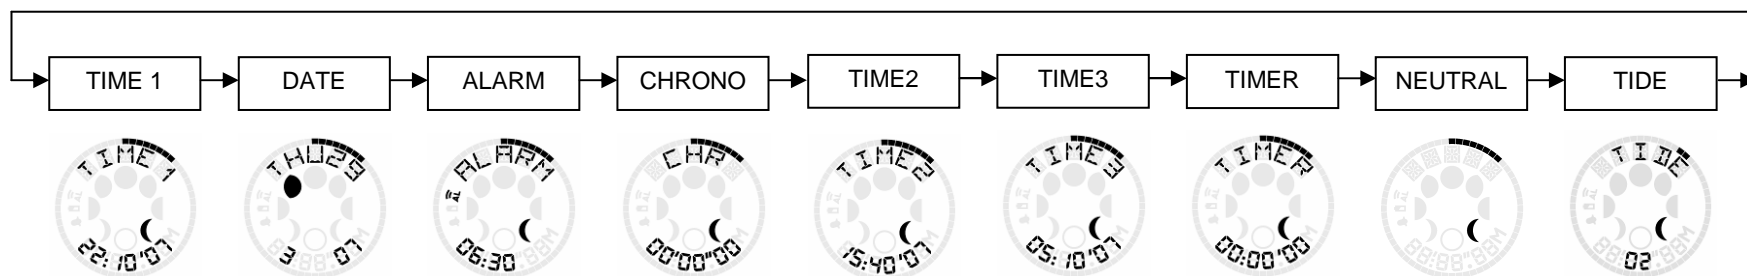 TIME 1 DATE ALARM CHRONO TIME2 TIME3 TIMER NEUTRAL TIDE
TIME 1 THU25 ALARM CHR TIME2 TIME3 TIMER TIDE
AL
22:10'07 3 07 06:30 00'00"00 15:40'07 05:10'07 00:00'00 02